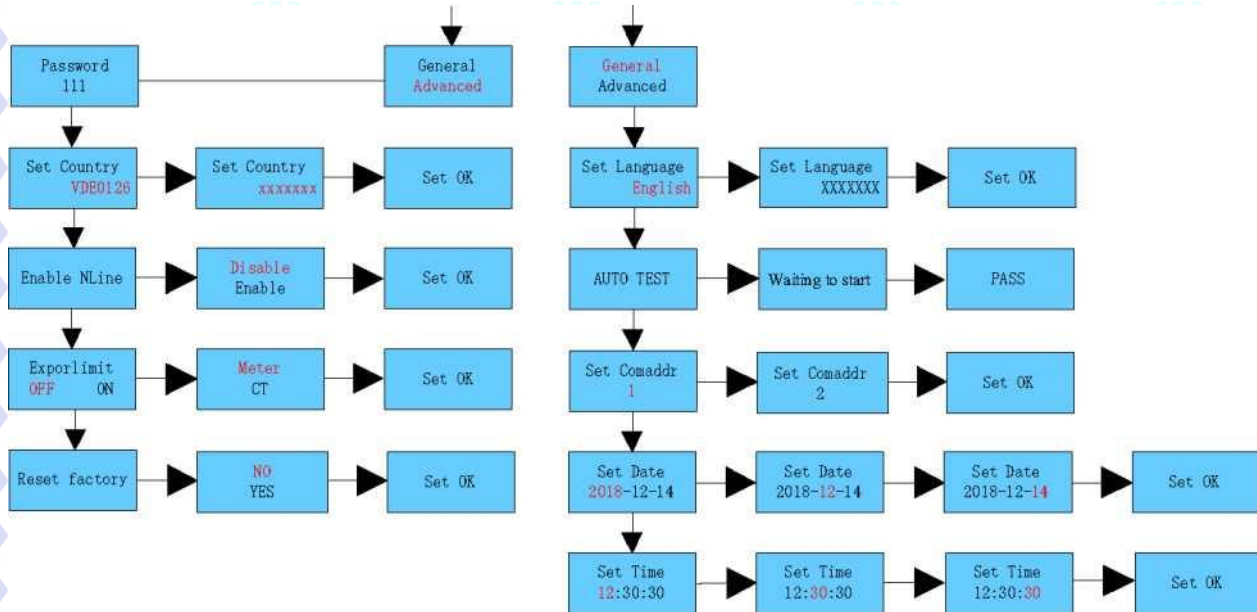 Password
111
General
Advanced
Set Country
VDE0126
Set Country
xxxxxxx
Set OK
Enable NLine
Disable
Enable
Set OK
Exporlimit
OFF ON
Meter
CT
Set OK
Reset factory
NO
YES
Set OK
General
Advanced
Set Language
English
Set Language
XXXXXXX
Set OK
AUTO TEST
Waiting to start
PASS
Set Comaddr
1
Set Comaddr
2
Set OK
Set Date
2018-12-14
Set Date
2018-12-14
Set Date
2018-12-14
Set OK
Set Time
12:30:30
Set Time
12:30:30
Set Time
12:30:30
Set OK